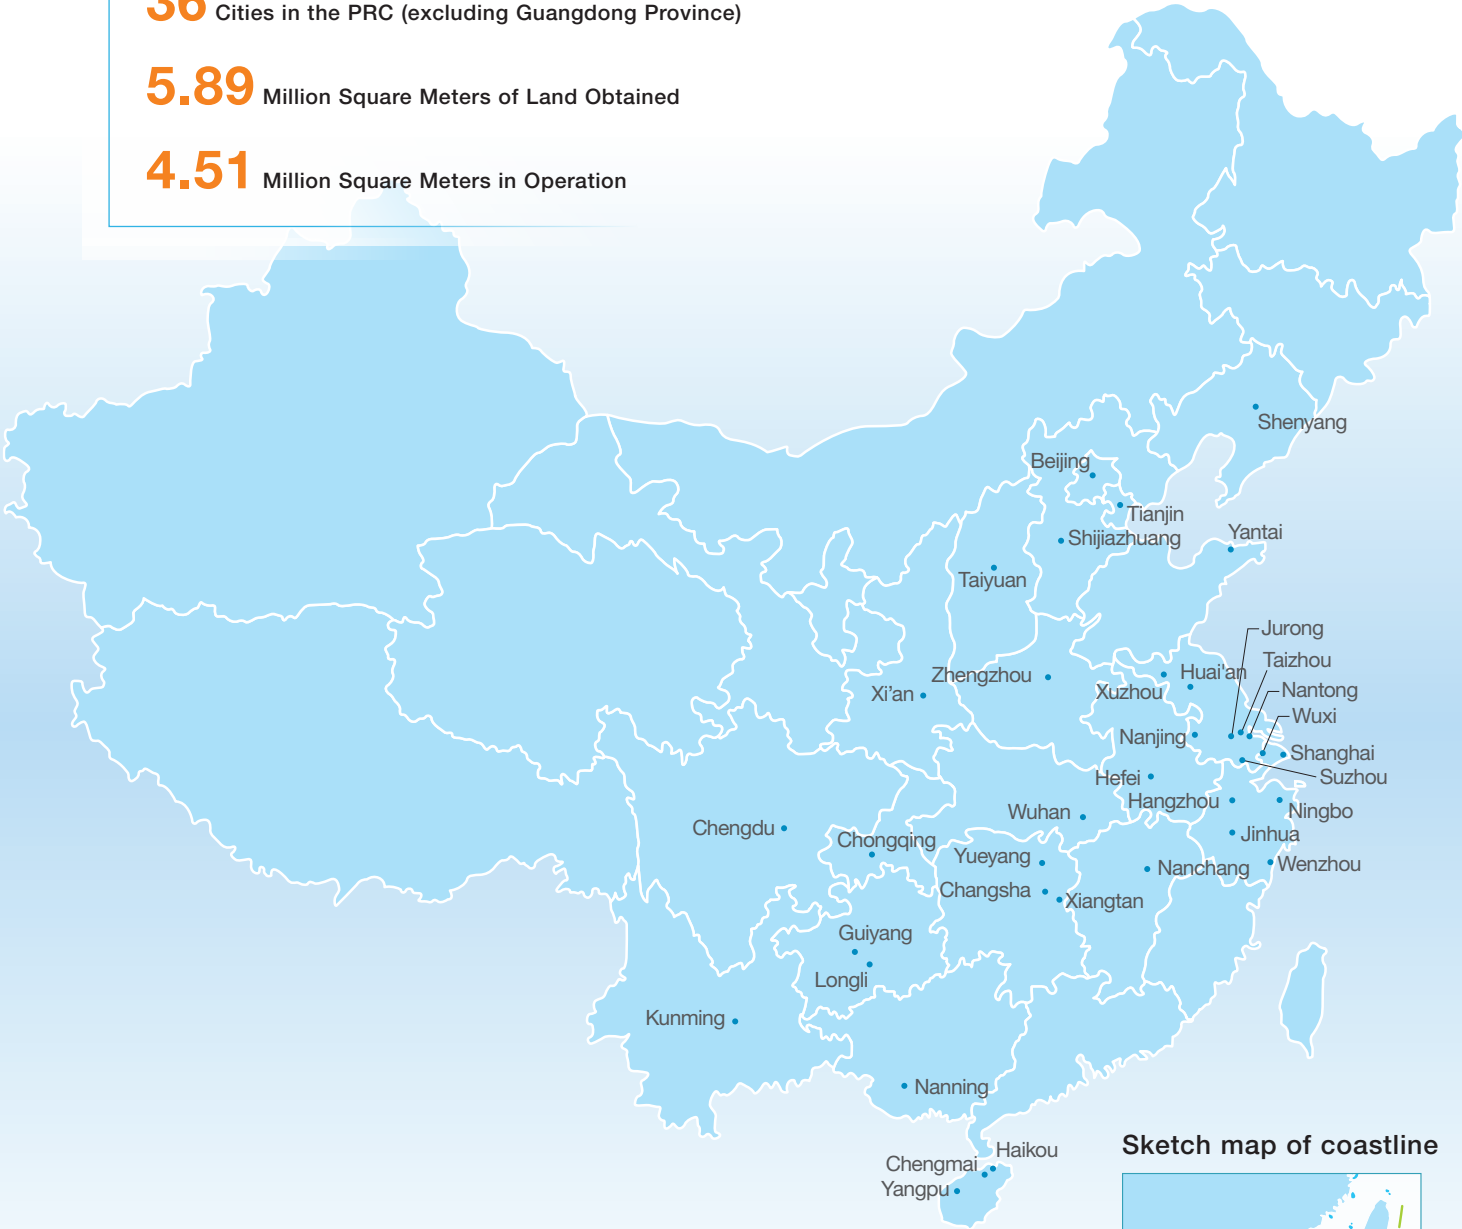 36 Cities in the PRC (excluding Guangdong Province)
5.89 Million Square Meters of Land Obtained
4.51 Million Square Meters in Operation
Shenyang
Beijing
Tianjin
Yantai
Shijiazhuang
Taiyuan
Jurong
Taizhou
Huai'an
Zhengzhou
Xi'an
Xuzhou
Nantong
Wuxi
Nanjing
Shanghai
Suzhou
Hefei
Hangzhou
Ningbo
Wuhan
Chengdu
Chongqing
Jinhua
Yueyang
Nanchang
Wenzhou
Changsha
Xiangtan
Guiyang
Longli
Kunming
Nanning
Haikou
Chengmai
Yangpu
Sketch map of coastline